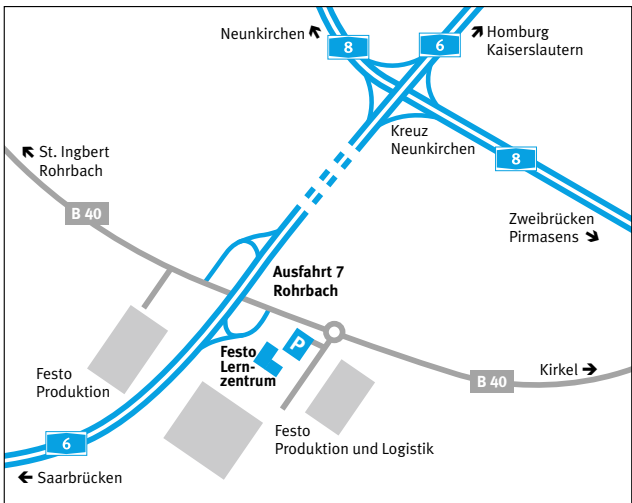 Neunkirchen
8
6
Homburg
Kaiserslautern
Kreuz
Neunkirchen
8
St. Ingbert
Rohrbach
B 40
Zweibrücken
Pirmasens
Ausfahrt 7
Rohrbach
P
Festo
Lern-
zentrum
Festo
Produktion
Kirkel
B 40
Festo
Produktion und Logistik
6
Saarbrücken